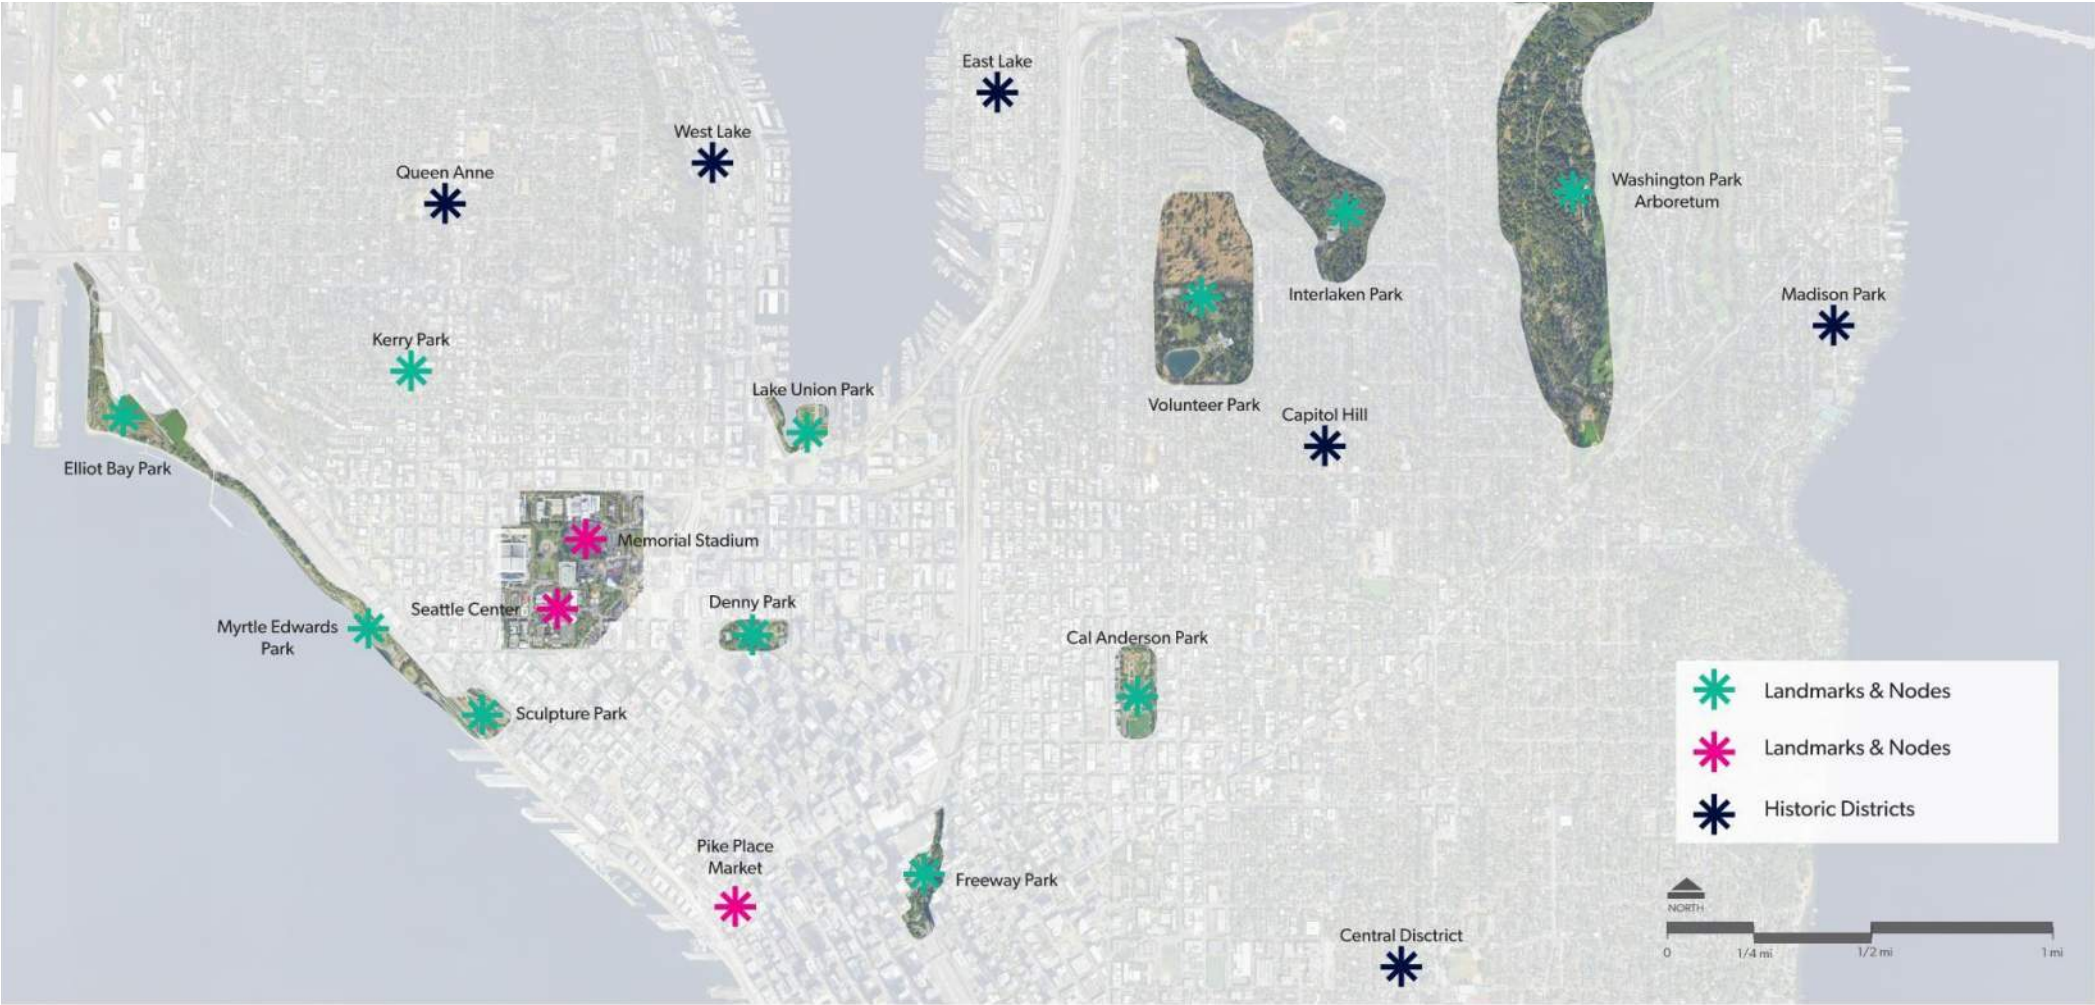 East Lake
West Lake
Queen Anne
Washington Park
Arboretum
Interlaken Park
Madison Park
Kerry Park
Lake Union Park
Volunteer Park
Capitol Hill
Elliot Bay Park
Memorial Stadium
Seattle Center
Denny Park
Myrtle Edwards
Park
Cal Anderson Park
Sculpture Park
Landmarks & Nodes
Landmarks & Nodes
Historic Districts
Pike Place
Market
Freeway Park
Central Disctrict
NORTH
0 1/4 mi 1/2 mi 1 mi